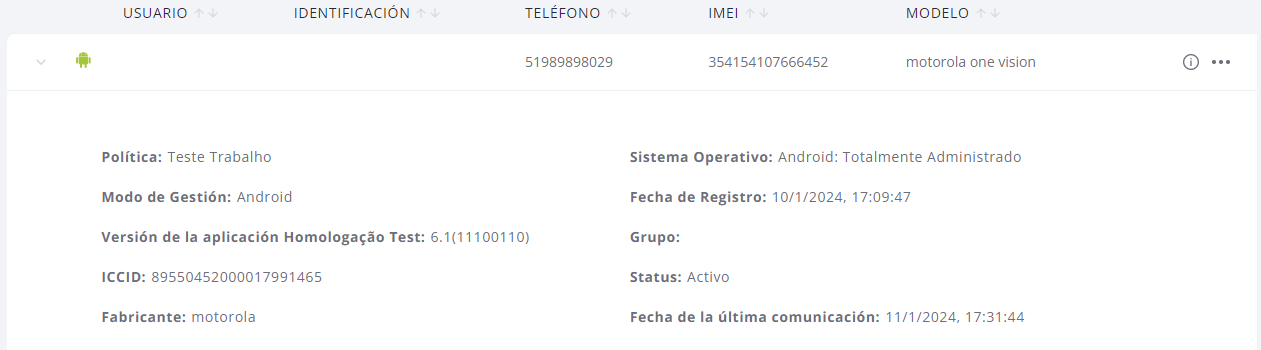 USUARIO ↑↓ IDENTIFICACIÓN ↑↓ TELÉFONO ↑↓ IMEI ↑↓ MODELO ↑↓
51989898029 354154107666452 motorola one vision
Política: Teste Trabalho Sistema Operativo: Android: Totalmente Administrado
Modo de Gestión: Android Fecha de Registro: 10/1/2024, 17:09:47
Versión de la aplicación Homologação Test: 6.1(11100110) Grupo:
ICCID: 89550452000017991465 Status: Activo
Fabricante: motorola Fecha de la última comunicación: 11/1/2024, 17:31:44